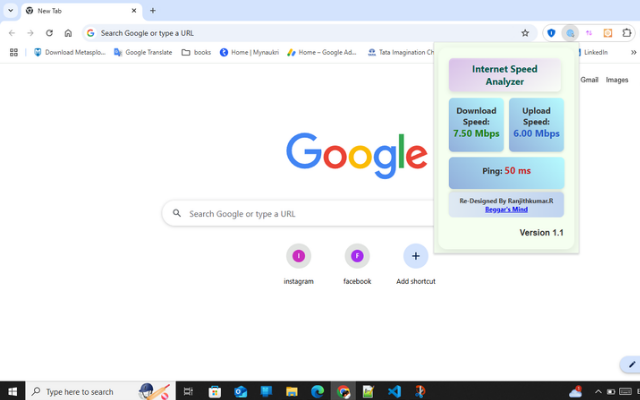 New Tab
Search Google or type a URL
Download Metasplo...
Google Translate
books
Home | Mynaukri
Home – Google Ad...
Tata Imagination Ch
LinkedIn
Gmail Images
Google
Search Google or type a URL
I
instagram
F
facebook
Add shortcut
Internet Speed
Analyzer
Download
Speed:
7.50 Mbps
Upload
Speed:
6.00 Mbps
Ping: 50 ms
Re-Designed By Ranjithkumar.R
Beggar's Mind
Version 1.1
Type here to search